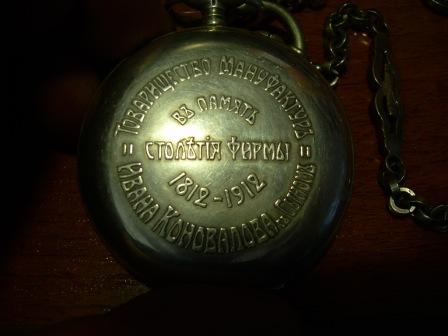 Товарищество Мануфактуръ
въ память
столѣтія фирмы
1812-1912
Ивана Коновалова съ Сыномъ